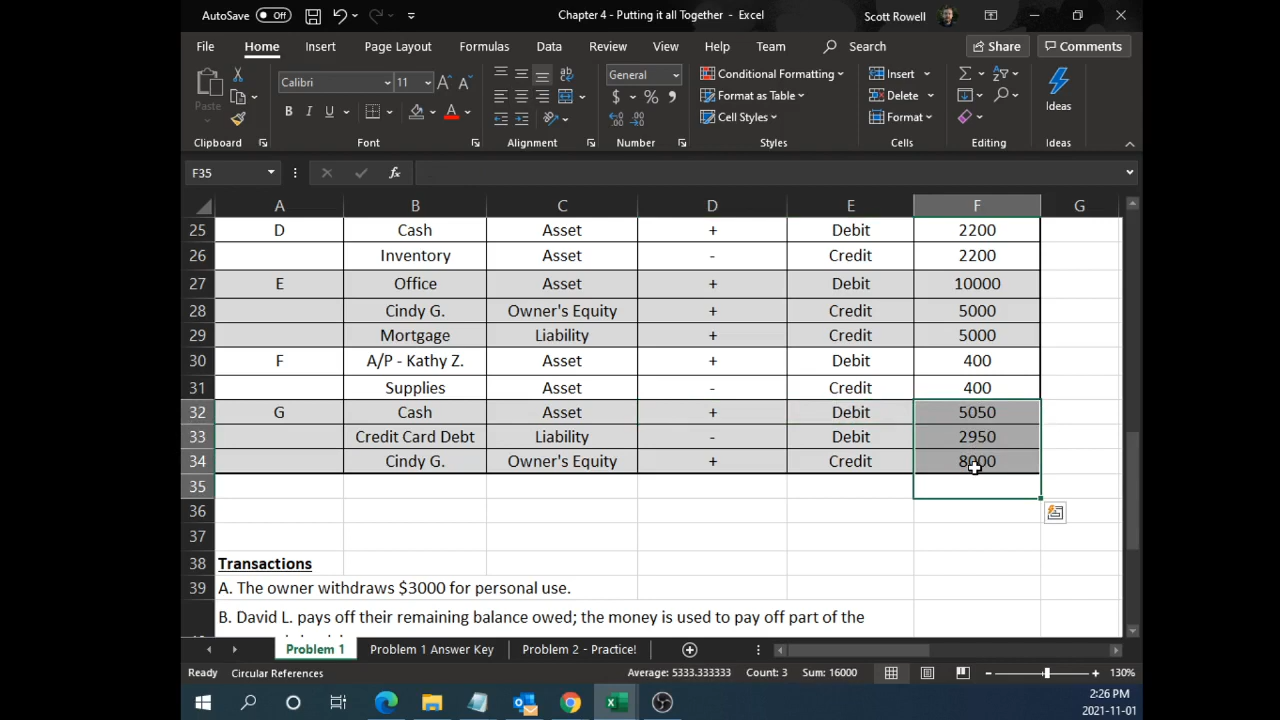 AutoSave Off Chapter 4 - Putting it all Together - Excel Scott Rowell
File Home Insert Page Layout Formulas Data Review View Help Team Search Share Comments
Paste Calibri 11 B I U General $ % Conditional Formatting Format as Table Cell Styles Insert Delete Format Ideas
Clipboard Font Alignment Number Styles Cells Editing Ideas
F35 fx
A B C D E F G
25 D Cash Asset + Debit 2200
26 Inventory Asset - Credit 2200
27 E Office Asset + Debit 10000
28 Cindy G. Owner's Equity + Credit 5000
29 Mortgage Liability + Credit 5000
30 F A/P - Kathy Z. Asset + Debit 400
31 Supplies Asset - Credit 400
32 G Cash Asset + Debit 5050
33 Credit Card Debt Liability - Debit 2950
34 Cindy G. Owner's Equity + Credit 8000
35
36
37
38 Transactions
39 A. The owner withdraws $3000 for personal use.
B. David L. pays off their remaining balance owed; the money is used to pay off part of the
Problem 1 Problem 1 Answer Key Problem 2 - Practice!
Ready Circular References Average: 5333.333333 Count: 3 Sum: 16000 130%
2:26 PM
2021-11-01